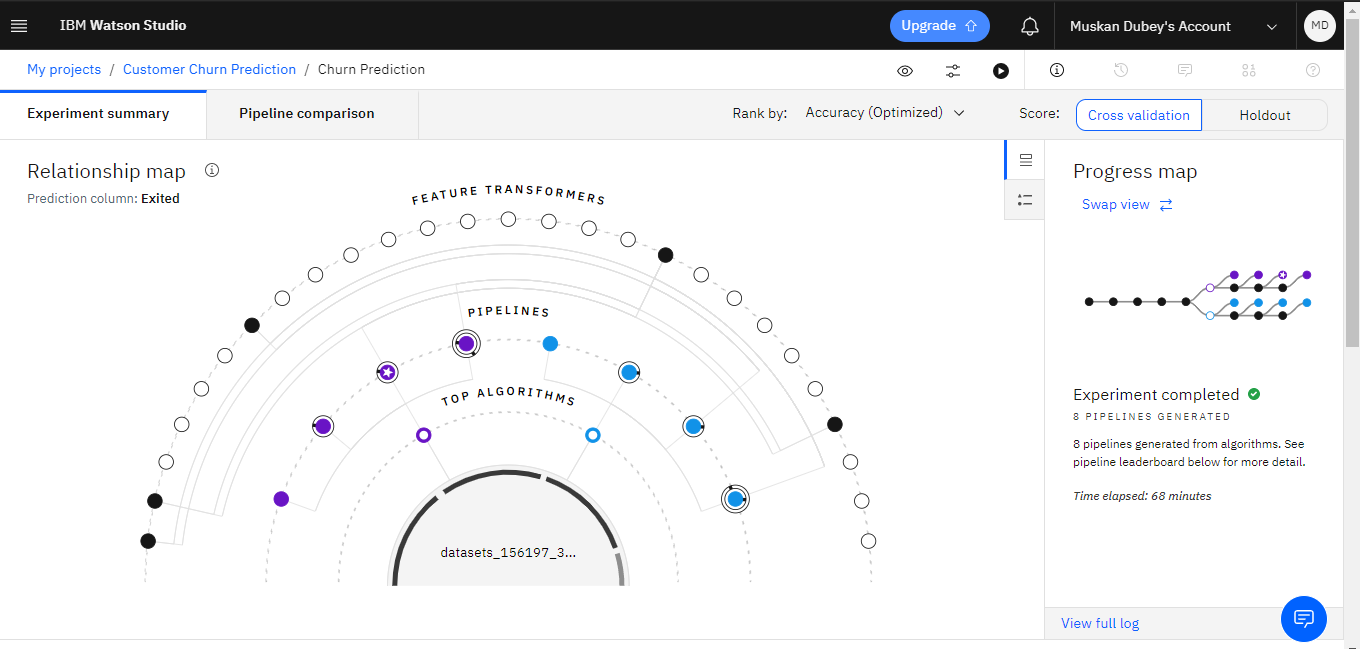 IBM Watson Studio
Upgrade
Muskan Dubey's Account
MD
My projects / Customer Churn Prediction / Churn Prediction
Experiment summary
Pipeline comparison
Rank by: Accuracy (Optimized)
Score: Cross validation Holdout
Relationship map
Prediction column: Exited
FEATURE TRANSFORMERS
PIPELINES
TOP ALGORITHMS
datasets_156197_3...
Progress map
Swap view
Experiment completed
8 PIPELINES GENERATED
8 pipelines generated from algorithms. See
pipeline leaderboard below for more detail.
Time elapsed: 68 minutes
View full log